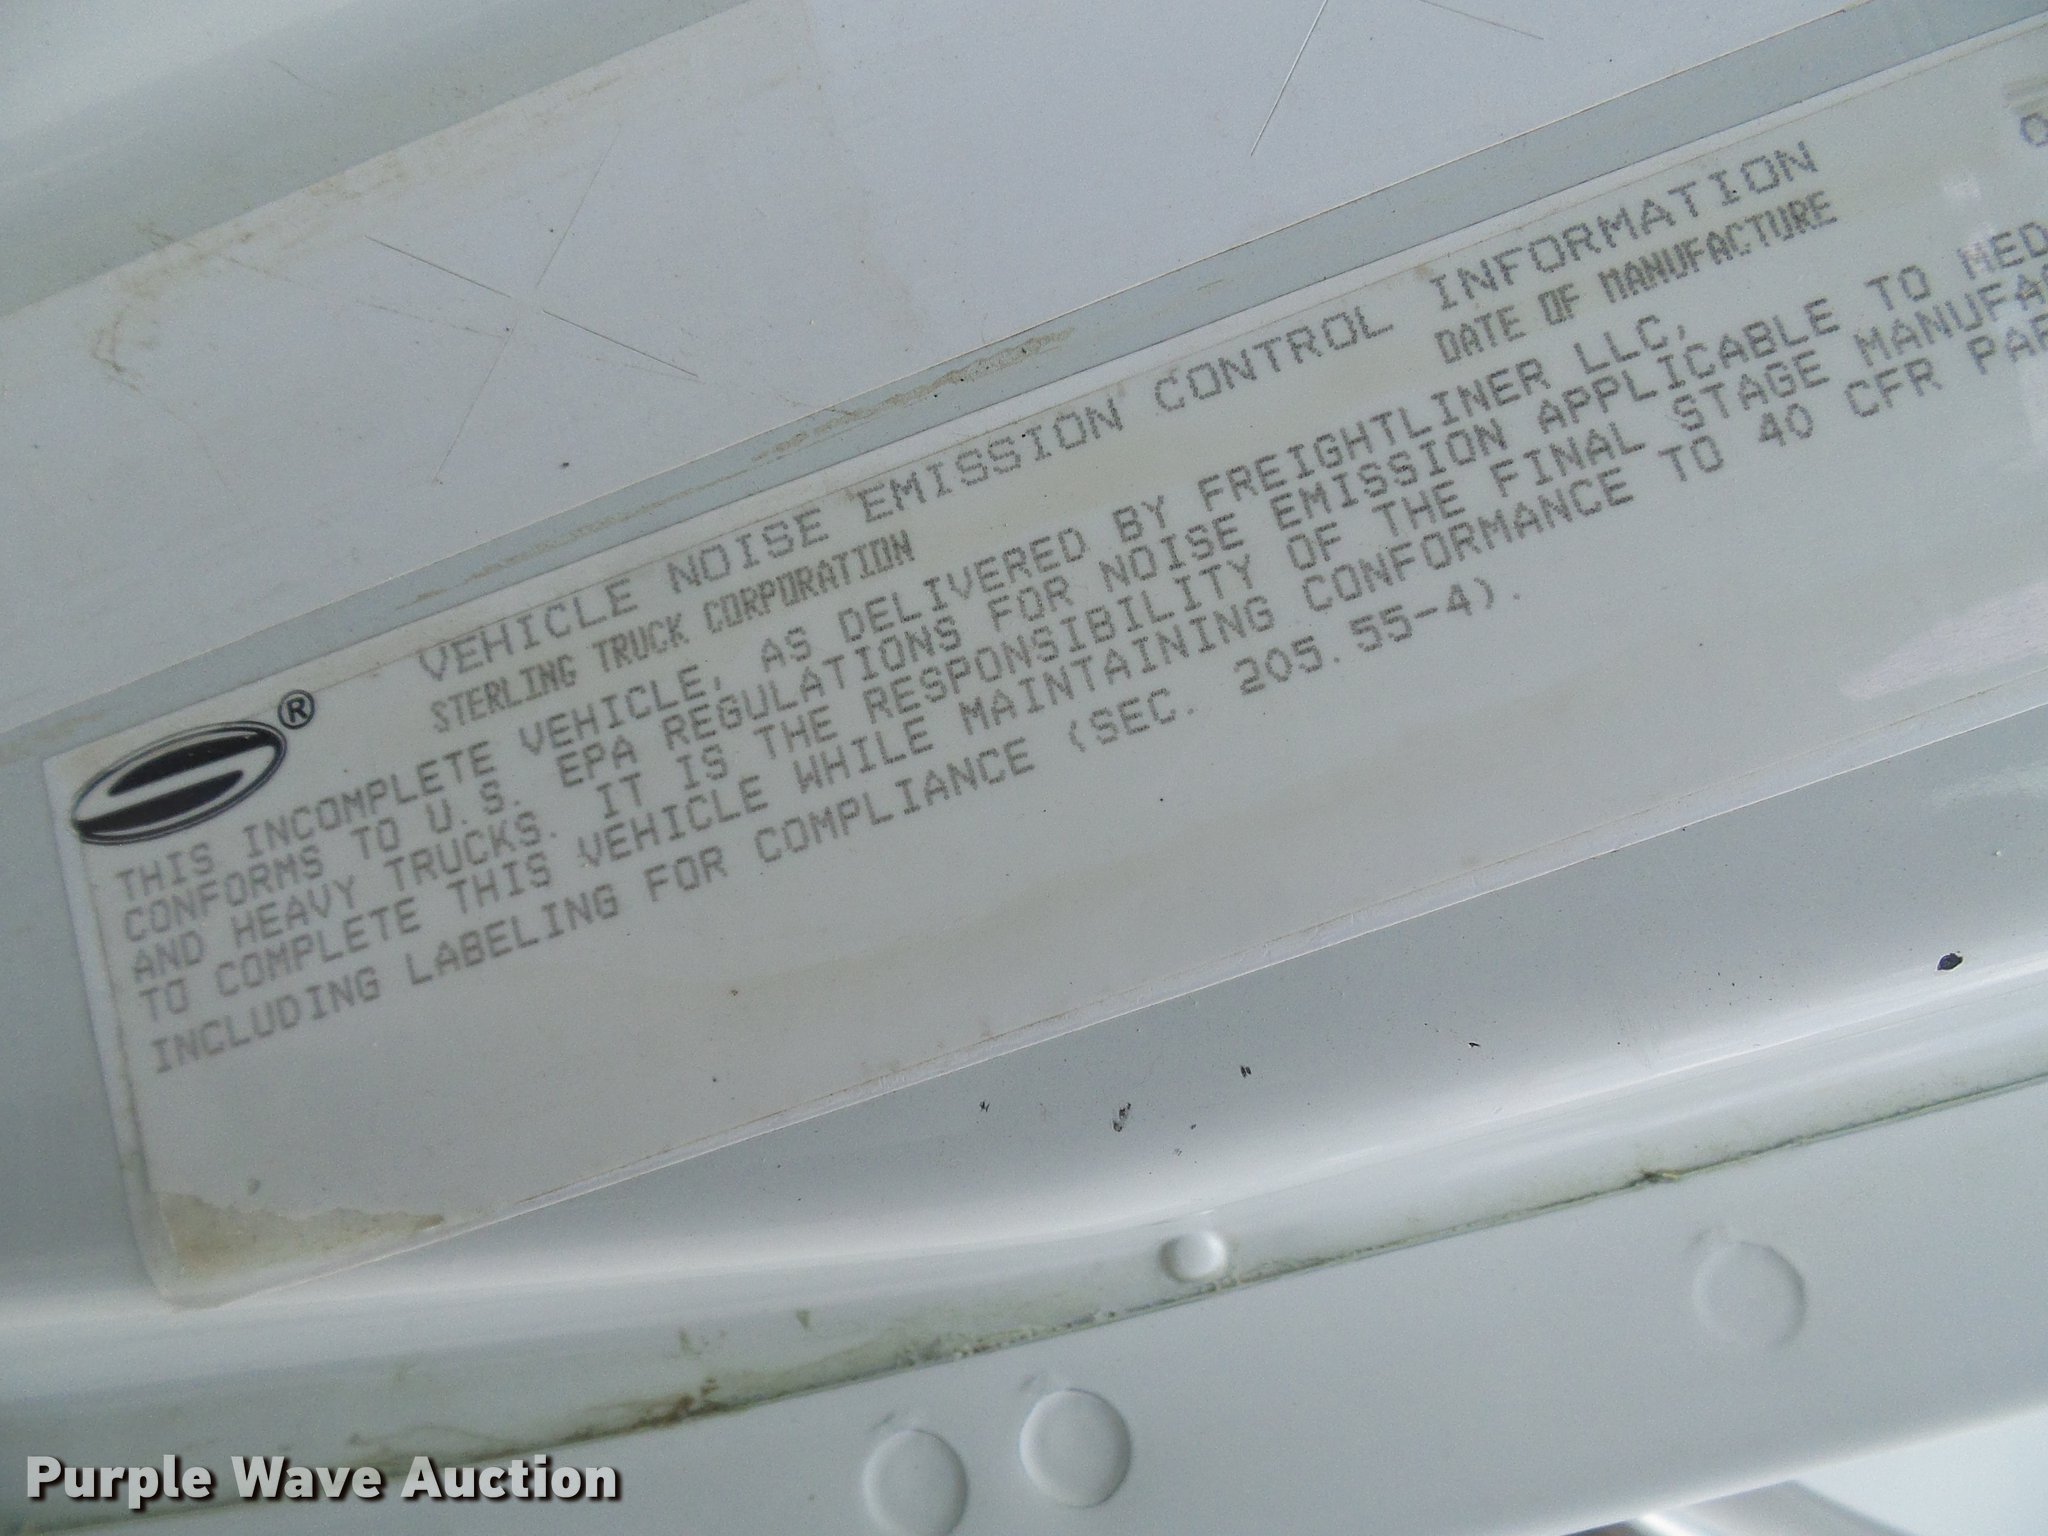 ®
VEHICLE NOISE EMISSION CONTROL INFORMATION
STERLING TRUCK CORPORATION DATE OF MANUFACTURE
THIS INCOMPLETE VEHICLE, AS DELIVERED BY FREIGHTLINER LLC,
CONFORMS TO U.S. EPA REGULATIONS FOR NOISE EMISSION APPLICABLE TO MED
AND HEAVY TRUCKS. IT IS THE RESPONSIBILITY OF THE FINAL STAGE MANUFA
TO COMPLETE THIS VEHICLE WHILE MAINTAINING CONFORMANCE TO 40 CFR PAR
INCLUDING LABELING FOR COMPLIANCE (SEC. 205.55-4).
Purple Wave Auction